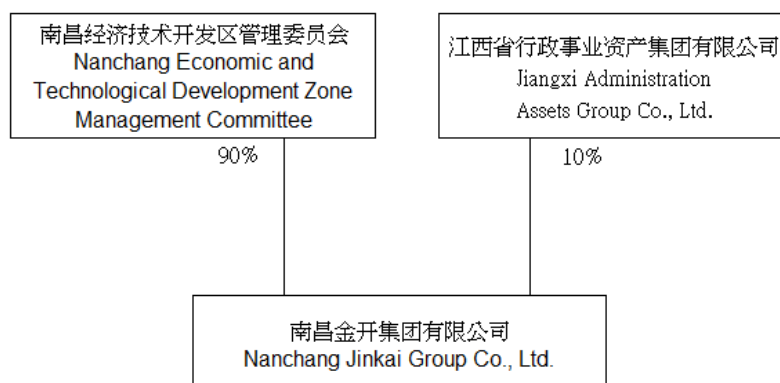 南昌经济技术开发区管理委员会
Nanchang Economic and
Technological Development Zone
Management Committee
江西省行政事业资产集团有限公司
Jiangxi Administration
Assets Group Co., Ltd.
90%
10%
南昌金开集团有限公司
Nanchang Jinkai Group Co., Ltd.